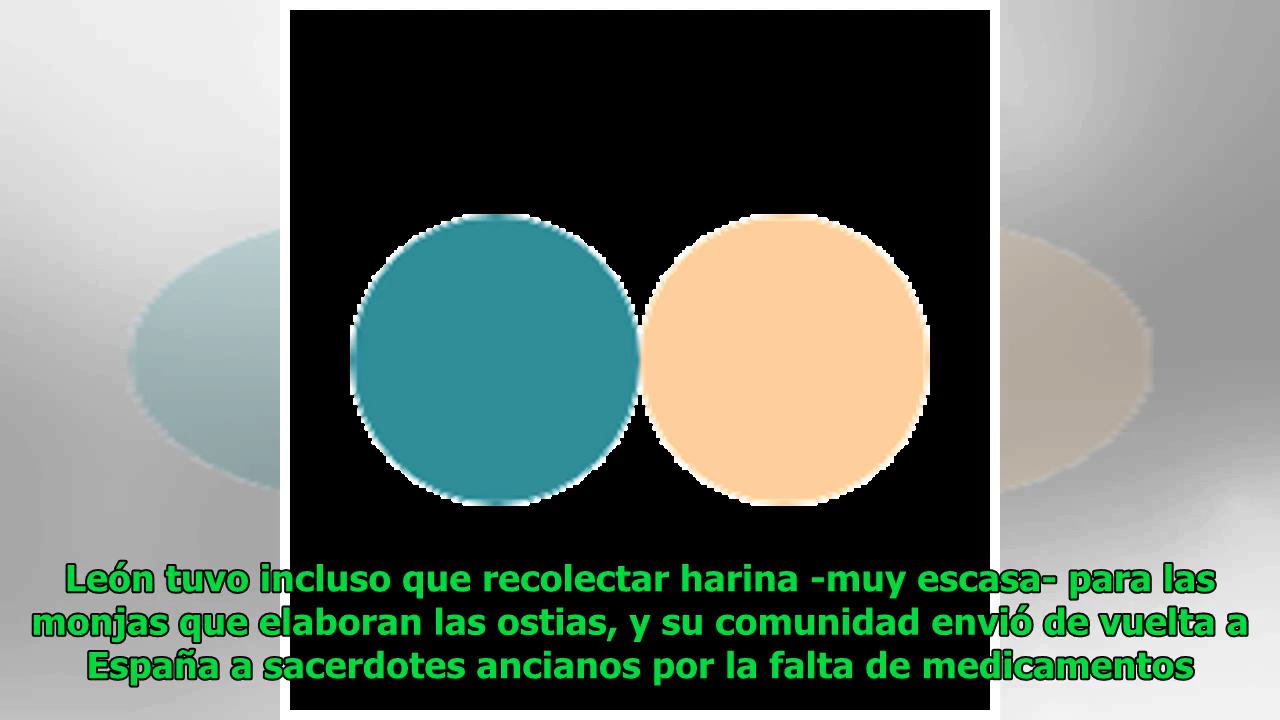 León tuvo incluso que recolectar harina -muy escasa- para las
monjas que elaboran las ostias, y su comunidad envió de vuelta a
España a sacerdotes ancianos por la falta de medicamentos